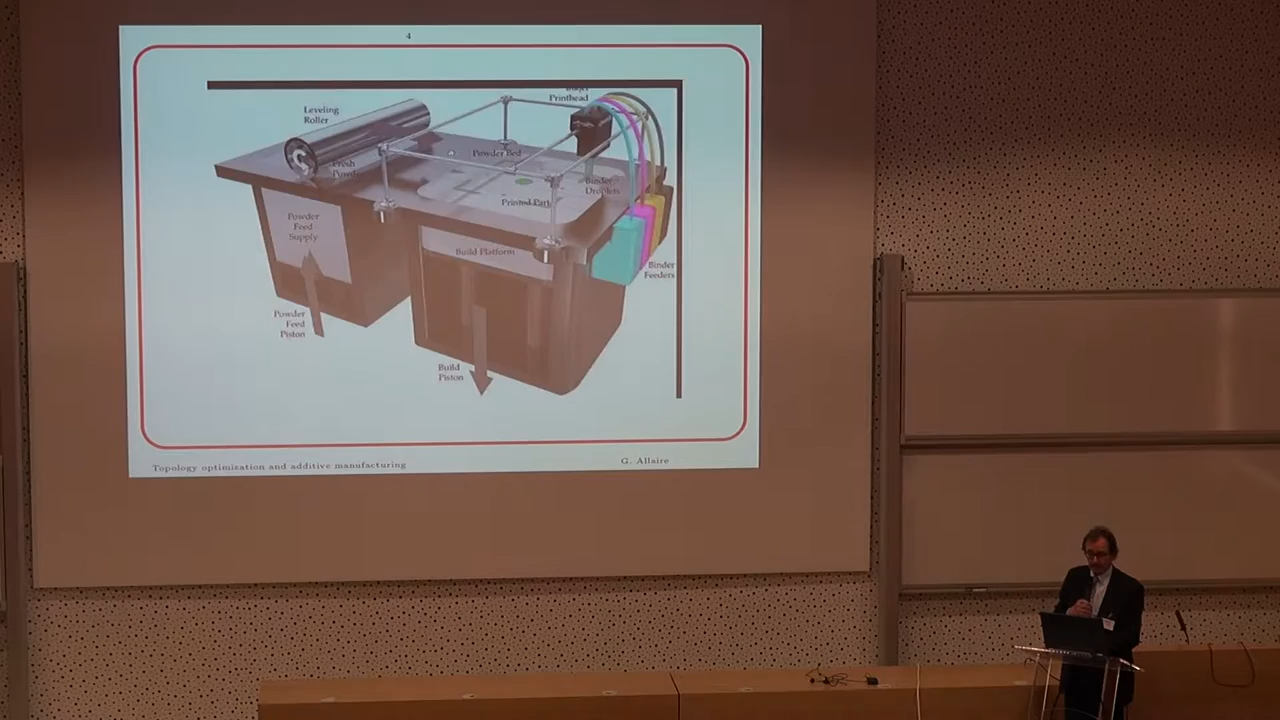 4
Leveling
Roller
Inkjet
Printhead
Fresh
Powder Bed
Binder
Droplets
Printed Part
Powder
Feed
Supply
Build Platform
Binder
Feeders
Powder
Feed
Piston
Build
Piston
Topology optimization and additive manufacturing
G. Allaire